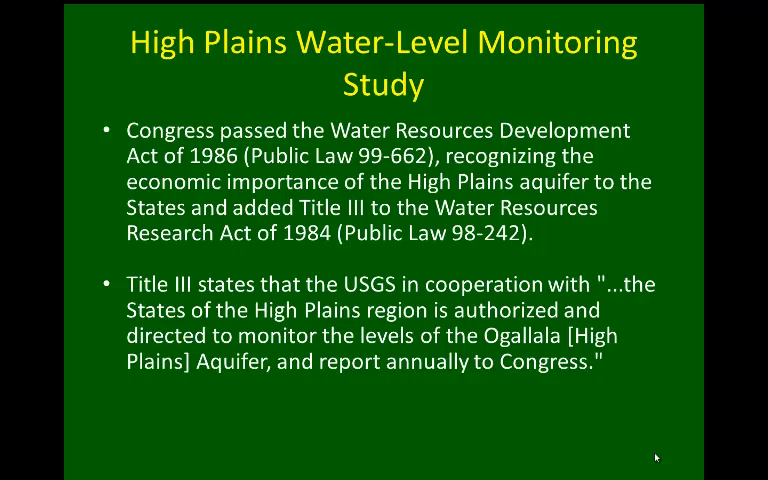 High Plains Water-Level Monitoring
Study
• Congress passed the Water Resources Development
Act of 1986 (Public Law 99-662), recognizing the
economic importance of the High Plains aquifer to the
States and added Title III to the Water Resources
Research Act of 1984 (Public Law 98-242).
• Title III states that the USGS in cooperation with "...the
States of the High Plains region is authorized and
directed to monitor the levels of the Ogallala [High
Plains] Aquifer, and report annually to Congress."